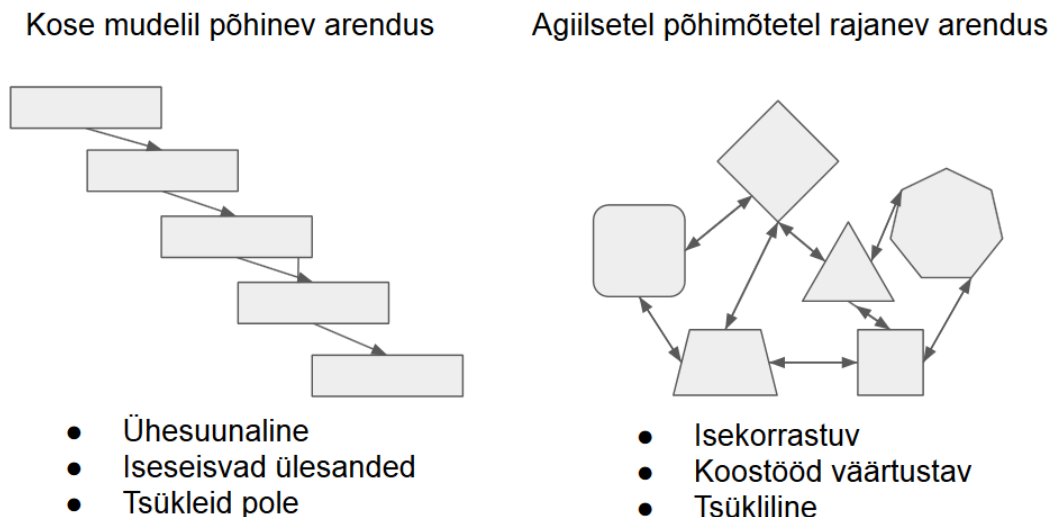 Kose mudelil põhinev arendus
Agiilsetel põhimõtetel rajanev arendus
● Ühesuunaline
● Iseseisvad ülesanded
● Tsükleid pole
● Isekorrastuv
● Koostööd väärtustav
● Tsükliline